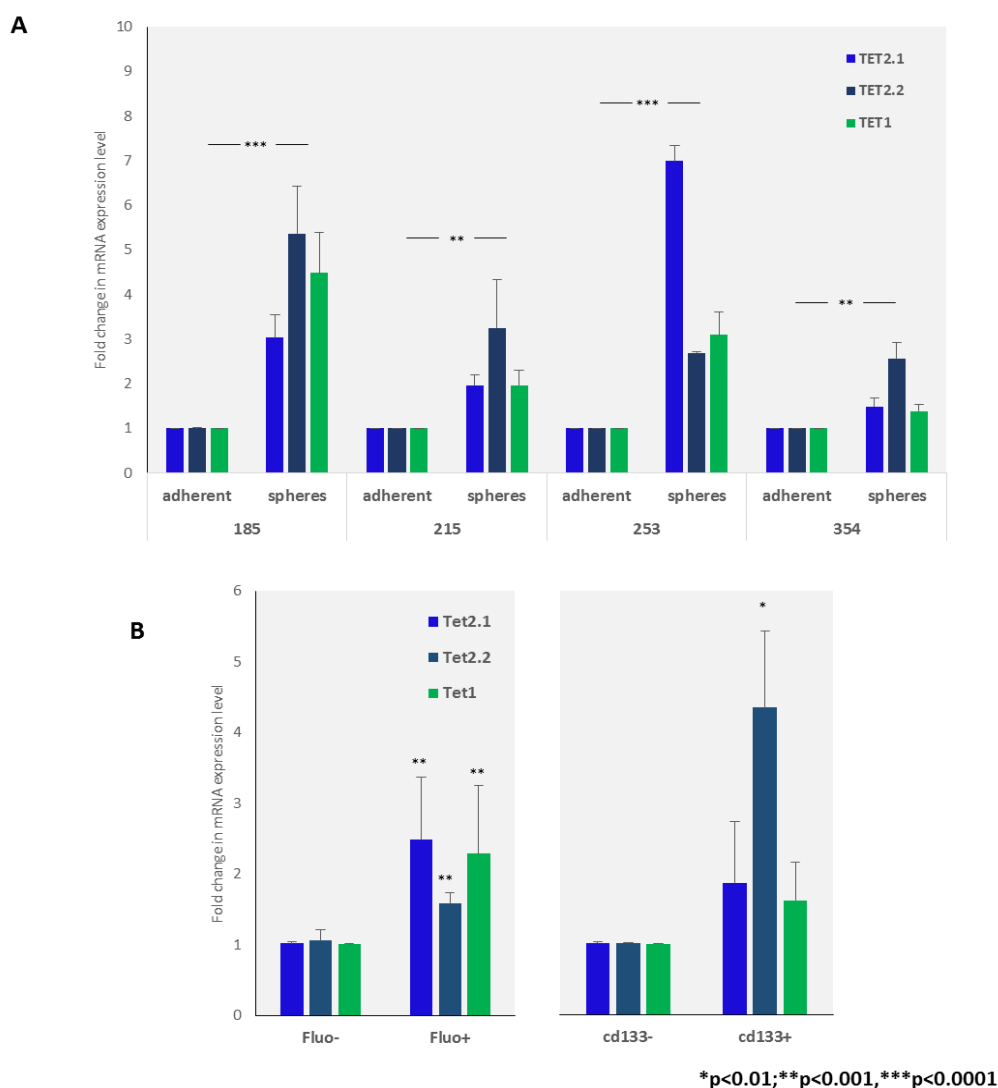 A
Fold change in mRNA expression level
10
9
8
7
6
5
4
3
2
1
0
TET2.1
TET2.2
TET1
***
**
***
**
adherent spheres adherent spheres adherent spheres adherent spheres
185 215 253 354
B
Fold change in mRNA expression level
6
5
4
3
2
1
0
Tet2.1
Tet2.2
Tet1
**
**
**
*
Fluo- Fluo+ cd133- cd133+
*p<0.01;**p<0.001,***p<0.0001